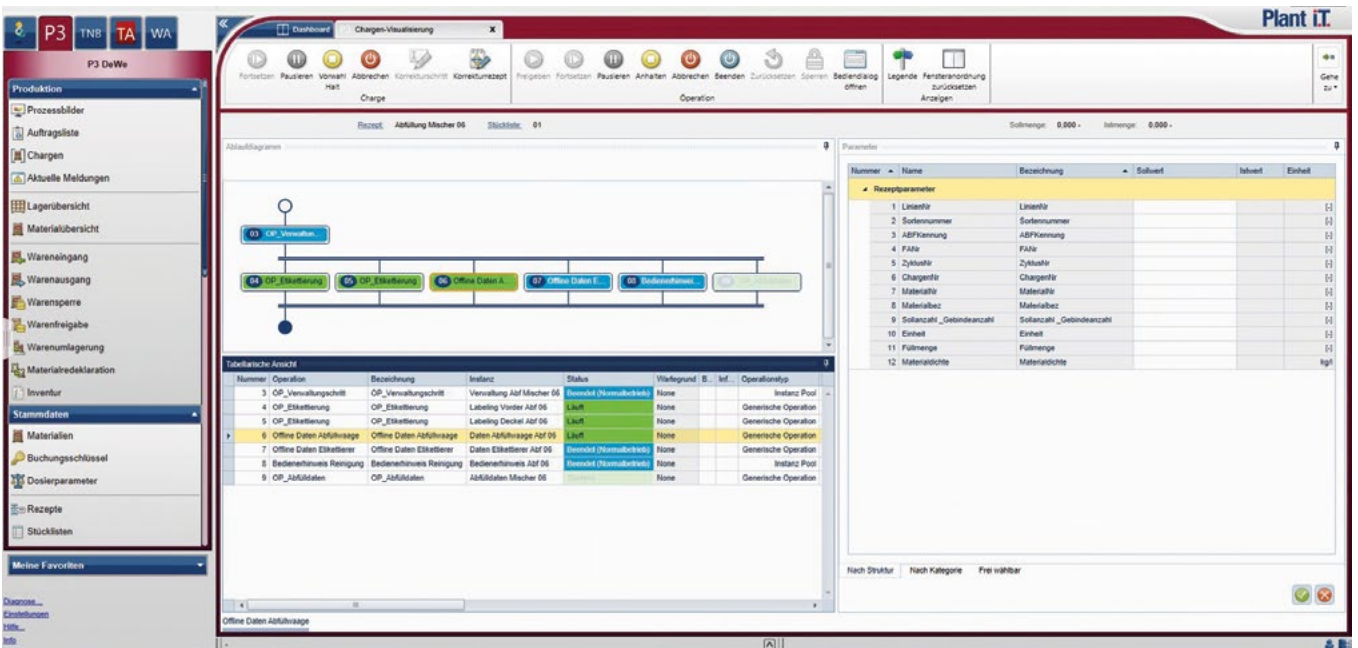 Plant i.T.
P3 TNB TA WA
P3 DeWe
Produktion
Prozessbilder
Auftragsliste
Chargen
Aktuelle Meldungen
Lagerübersicht
Materialübersicht
Wareneingang
Warenausgang
Warensperre
Warenfreigabe
Warenumlagerung
Materialredeklaration
Inventur
Stammdaten
Materialien
Buchungsschlüssel
Dosierparameter
Rezepte
Stücklisten
Meine Favoriten
Diagnose...
Einstellungen
Hilfe...
Info
Dashboard Chargen-Visualisierung X
Fortsetzen Pausieren Vorwahl Halt Abbrechen Korrekturschritt Korrekturrezept
Charge
Freigeben Fortsetzen Pausieren Anhalten Abbrechen Beenden Zurücksetzen Sperren Bediendialog öffnen
Operation
Legende Fensteranordnung zurücksetzen
Anzeigen
Gehe zu
Rezept: Abfüllung Mischer 06 Stückliste: 01
Sollmenge: 0,000 - Istmenge: 0,000 -
Ablaufdiagramm
03 OP_Verwaltun...
04 OP_Etikettierung 05 OP_Etikettierung 06 Offline Daten A... 07 Offline Daten E... 08 Bedienerhinwei...
Tabellarische Ansicht
Nummer Operation Bezeichnung Instanz Status Wartegrund B... Inf... Operationstyp
3 OP_Verwaltungschritt OP_Verwaltungschritt Verwaltung Abf Mischer 06 Beendet (Normalbetrieb) None Instanz Pool
4 OP_Etikettierung OP_Etikettierung Labeling Vorder Abf 06 Läuft None Generische Operation
5 OP_Etikettierung OP_Etikettierung Labeling Deckel Abf 06 Läuft None Generische Operation
6 Offline Daten Abfüllwaage Offline Daten Abfüllwaage Daten Abfüllwaage Abf 06 Läuft None Generische Operation
7 Offline Daten Etikettierer Offline Daten Etikettierer Daten Etikettierer Abf 06 Beendet (Normalbetrieb) None Generische Operation
8 Bedienerhinweis Reinigung Bedienerhinweis Reinigung Bedienerhinweis Abf 06 Beendet (Normalbetrieb) None Instanz Pool
9 OP_Abfülldaten OP_Abfülldaten Abfülldaten Mischer 06 None Generische Operation
Offline Daten Abfüllwaage
Parameter
Nummer Name Bezeichnung Sollwert Istwert Einheit
Rezeptparameter
1 LinienNr LinienNr [-]
2 Sortennummer Sortennummer [-]
3 ABFKennung ABFKennung [-]
4 FANr FANr [-]
5 ZyklusNr ZyklusNr [-]
6 ChargenNr ChargenNr [-]
7 MaterialNr MaterialNr [-]
8 Materialbez Materialbez [-]
9 Sollanzahl_Gebindeanzahl Sollanzahl_Gebindeanzahl [-]
10 Einheit Einheit [-]
11 Füllmenge Füllmenge [-]
12 Materialdichte Materialdichte kg/l
Nach Struktur Nach Kategorie Frei wählbar